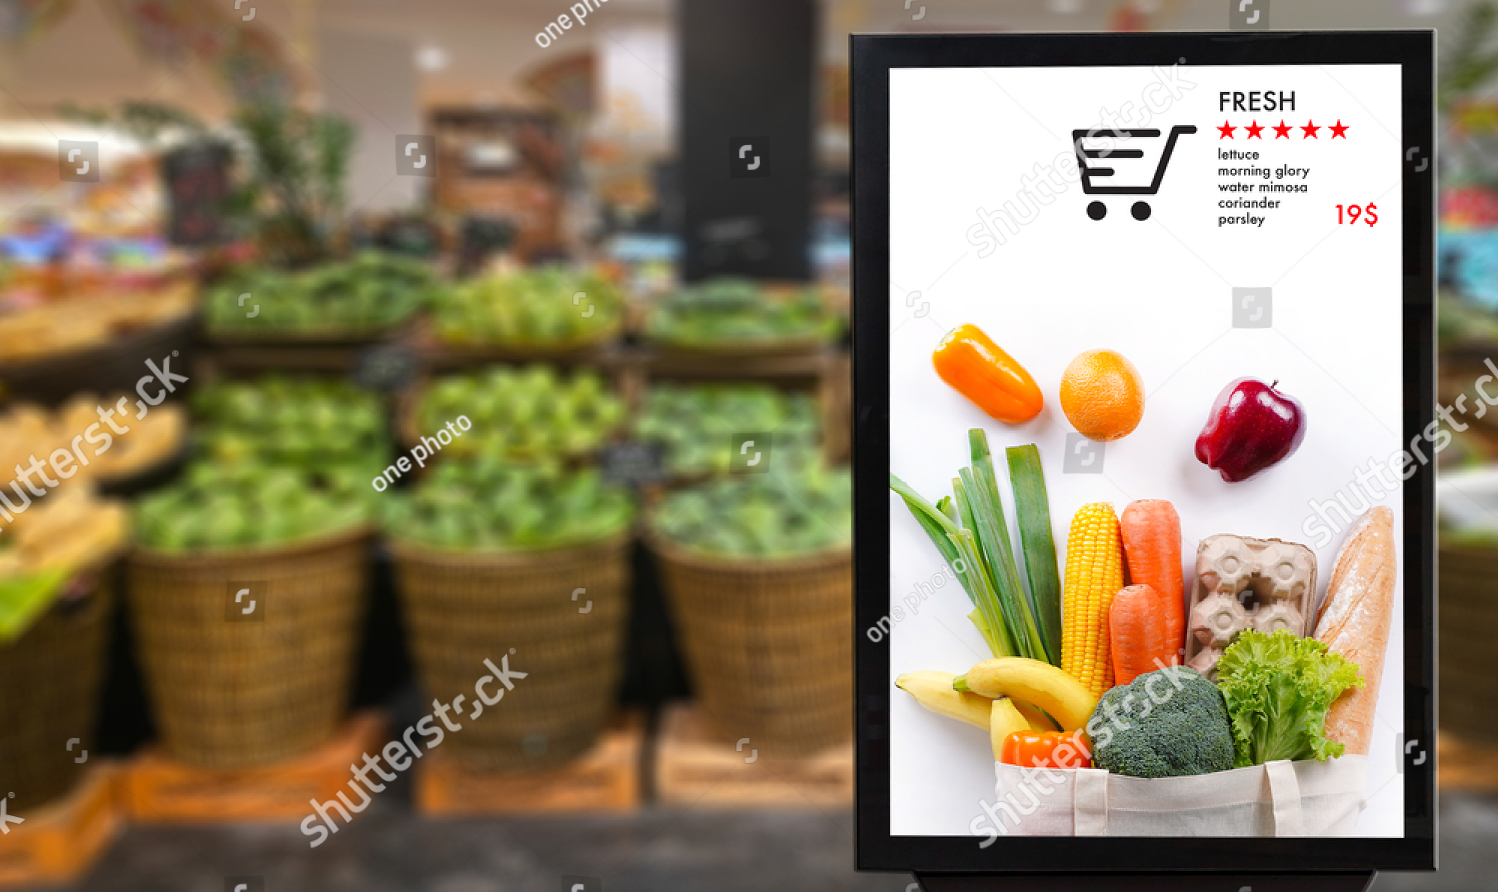 FRESH
lettuce
morning glory
water mimosa
coriander
parsley
19$
one photo
shutterstock
shutterstock
one photo
shutterstock
shutterstock
one photo
shutterstock
shutterstock